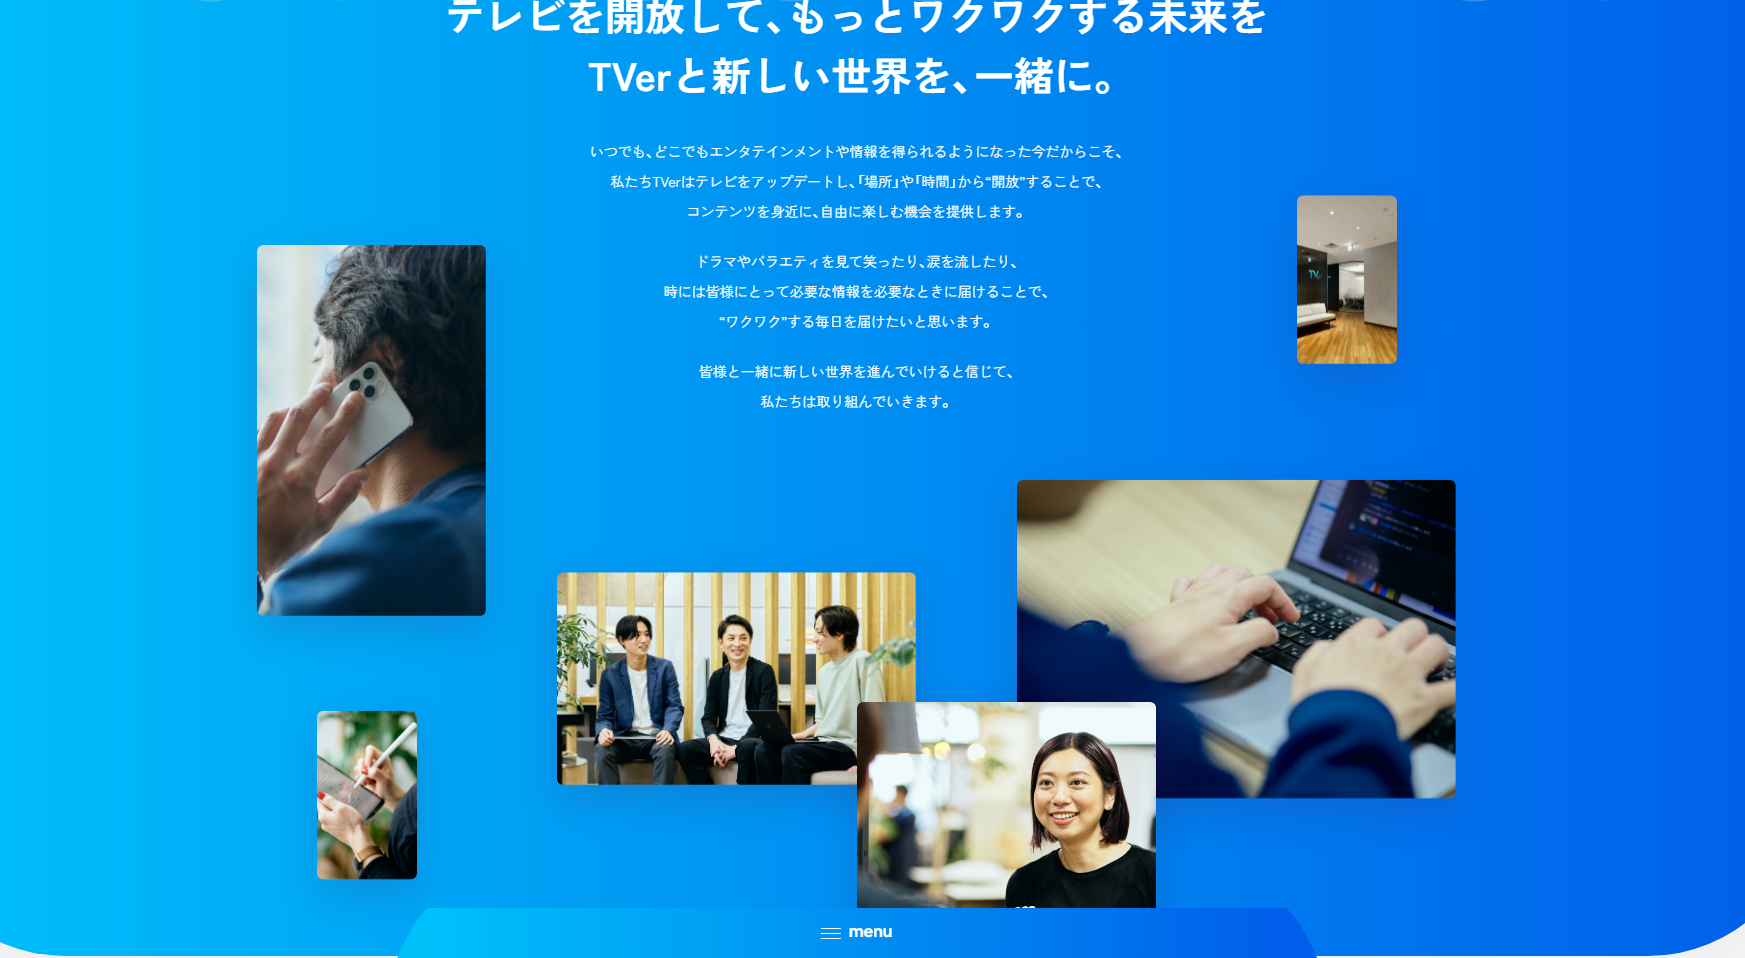 テレビを開放して、もっとワクワクする未来を
TVerと新しい世界を、一緒に。
いつでも、どこでもエンタテインメントや情報を得られるようになった今だからこそ、
私たちTVerはテレビをアップデートし、「場所」や「時間」から“開放”することで、
コンテンツを身近に、自由に楽しむ機会を提供します。
ドラマやバラエティを見て笑ったり、涙を流したり、
時には皆様にとって必要な情報を必要なときに届けることで、
“ワクワク”する毎日を届けたいと思います。
皆様と一緒に新しい世界を進んでいけると信じて、
私たちは取り組んでいきます。
menu